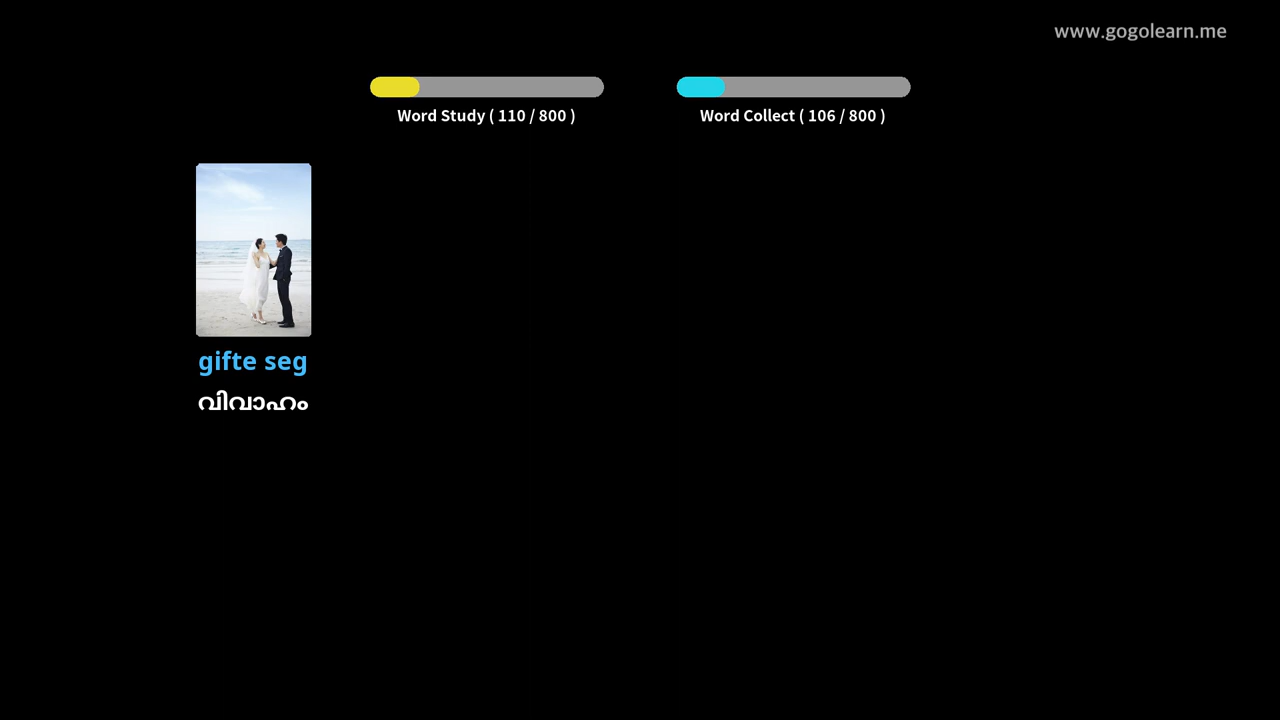 www.gogolearn.me
Word Study ( 110 / 800 )
Word Collect ( 106 / 800 )
gifte seg
വിവാഹം